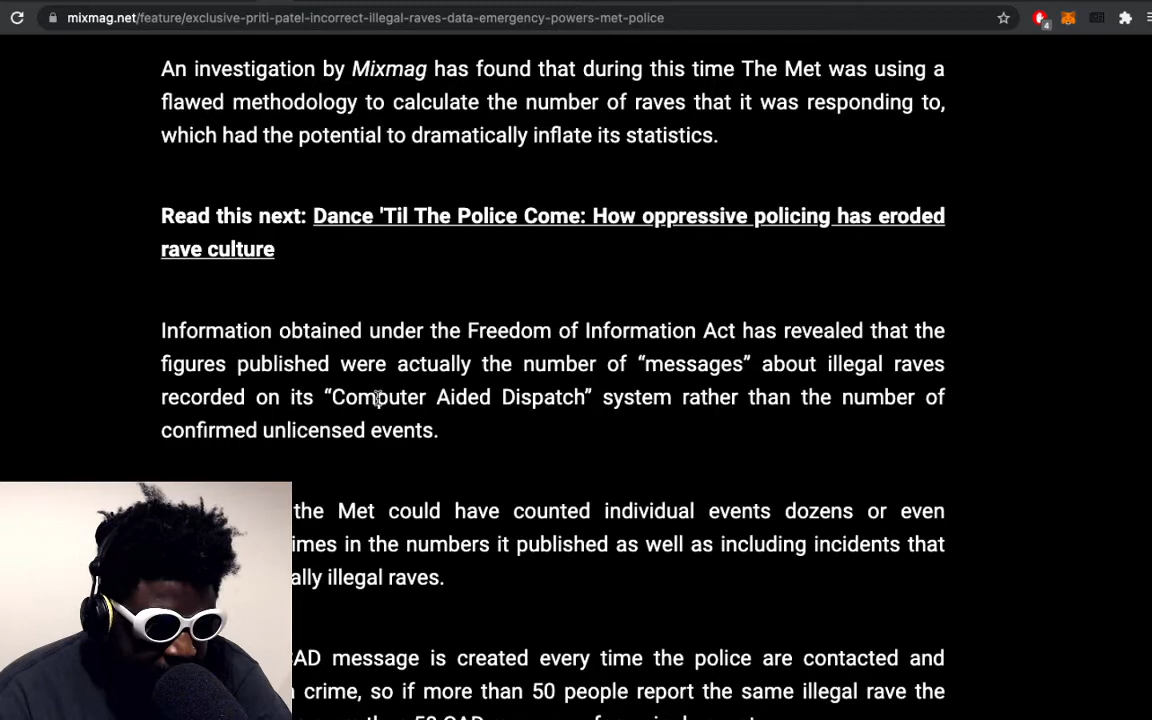 mixmag.net/feature/exclusive-priti-patel-incorrect-illegal-raves-data-emergency-powers-met-police
4
An investigation by Mixmag has found that during this time The Met was using a
flawed methodology to calculate the number of raves that it was responding to,
which had the potential to dramatically inflate its statistics.
Read this next: Dance 'Til The Police Come: How oppressive policing has eroded
rave culture
Information obtained under the Freedom of Information Act has revealed that the
figures published were actually the number of “messages” about illegal raves
recorded on its “Computer Aided Dispatch” system rather than the number of
confirmed unlicensed events.
the Met could have counted individual events dozens or even
imes in the numbers it published as well as including incidents that
ally illegal raves.
CAD message is created every time the police are contacted and
crime, so if more than 50 people report the same illegal rave the